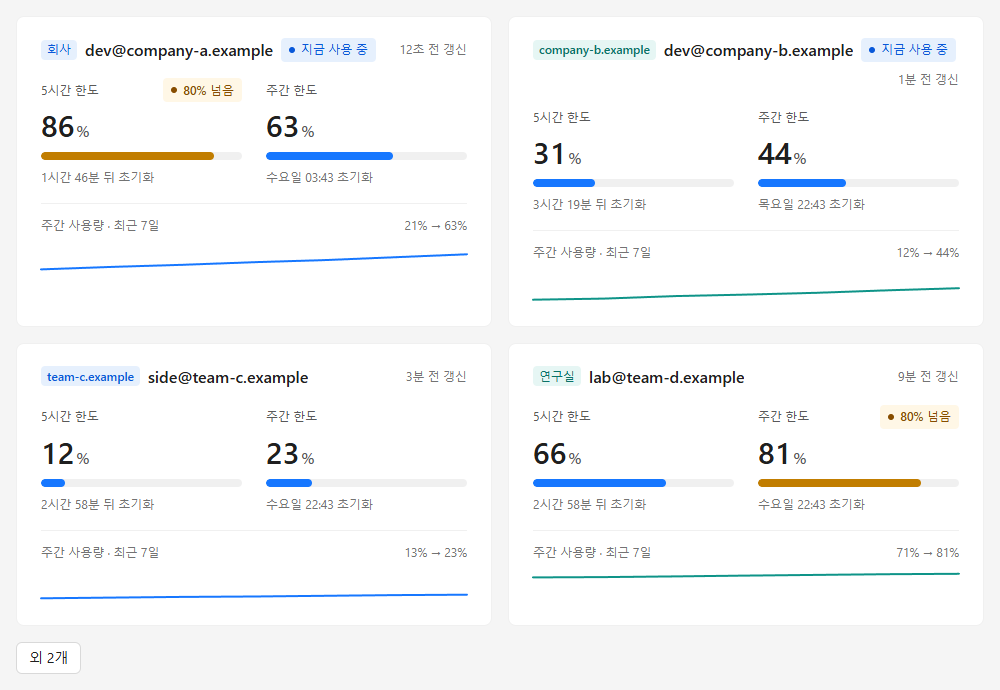 회사 dev@company-a.example 지금 사용 중 12초 전 갱신
5시간 한도 80% 넘음 주간 한도
86% 63%
1시간 46분 뒤 초기화 수요일 03:43 초기화
주간 사용량 · 최근 7일 21% → 63%
company-b.example dev@company-b.example 지금 사용 중
1분 전 갱신
5시간 한도 주간 한도
31% 44%
3시간 19분 뒤 초기화 목요일 22:43 초기화
주간 사용량 · 최근 7일 12% → 44%
team-c.example side@team-c.example 3분 전 갱신
5시간 한도 주간 한도
12% 23%
2시간 58분 뒤 초기화 수요일 22:43 초기화
주간 사용량 · 최근 7일 13% → 23%
연구실 lab@team-d.example 9분 전 갱신
5시간 한도 주간 한도 80% 넘음
66% 81%
2시간 58분 뒤 초기화 수요일 22:43 초기화
주간 사용량 · 최근 7일 71% → 81%
외 2개